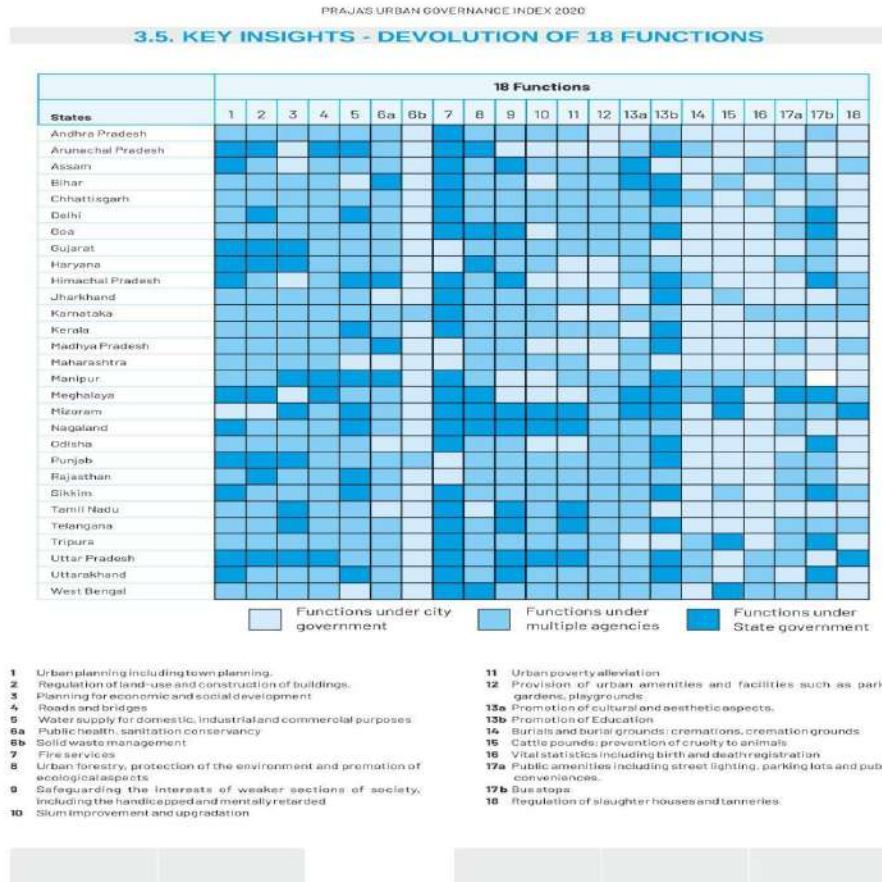 PRAJA'S URBAN GOVERNANCE INDEX 2020
3.5. KEY INSIGHTS - DEVOLUTION OF 18 FUNCTIONS
18 Functions
States 1 2 3 4 5 6a 6b 7 8 9 10 11 12 13a 13b 14 15 16 17a 17b 18
Andhra Pradesh
Arunachal Pradesh
Assam
Bihar
Chhattisgarh
Delhi
Goa
Gujarat
Haryana
Himachal Pradesh
Jharkhand
Karnataka
Kerala
Madhya Pradesh
Maharashtra
Manipur
Meghalaya
Mizoram
Nagaland
Odisha
Punjab
Rajasthan
Sikkim
Tamil Nadu
Telangana
Tripura
Uttar Pradesh
Uttarakhand
West Bengal
Functions under city
government
Functions under
multiple agencies
Functions under
State government
1 Urban planning including town planning.
2 Regulation of land-use and construction of buildings.
3 Planning for economic and social development
4 Roads and bridges
5 Water supply for domestic, industrial and commercial purposes
6a Public health, sanitation conservancy
6b Solid waste management
7 Fire services
8 Urban forestry, protection of the environment and promotion of
ecological aspects
9 Safeguarding the interests of weaker sections of society,
including the handicapped and mentally retarded
10 Slum improvement and upgradation
11 Urban poverty alleviation
12 Provision of urban amenities and facilities such as par
gardens, playgrounds
13a Promotion of cultural and aesthetic aspects.
13b Promotion of Education
14 Burials and burial grounds; cremations, cremation grounds
15 Cattle pounds; prevention of cruelty to animals
16 Vital statistics including birth and death registration
17a Public amenities including street lighting, parking lots and pub
conveniences.
17b Bus stops
18 Regulation of slaughter houses and tanneries